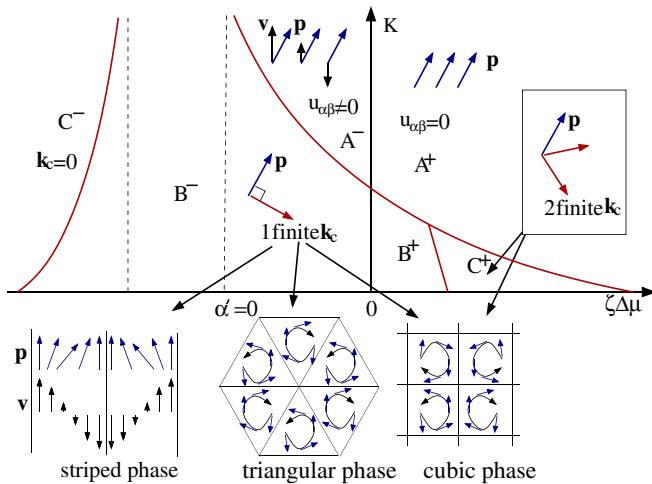 v p K
p
u_αβ≠0
C⁻
u_αβ=0
p
A⁻
k_c=0
A⁺
p
B⁻
2finite k_c
1finite k_c
B⁺
C⁺
α′=0
0
ζΔμ
p
v
striped phase
triangular phase
cubic phase